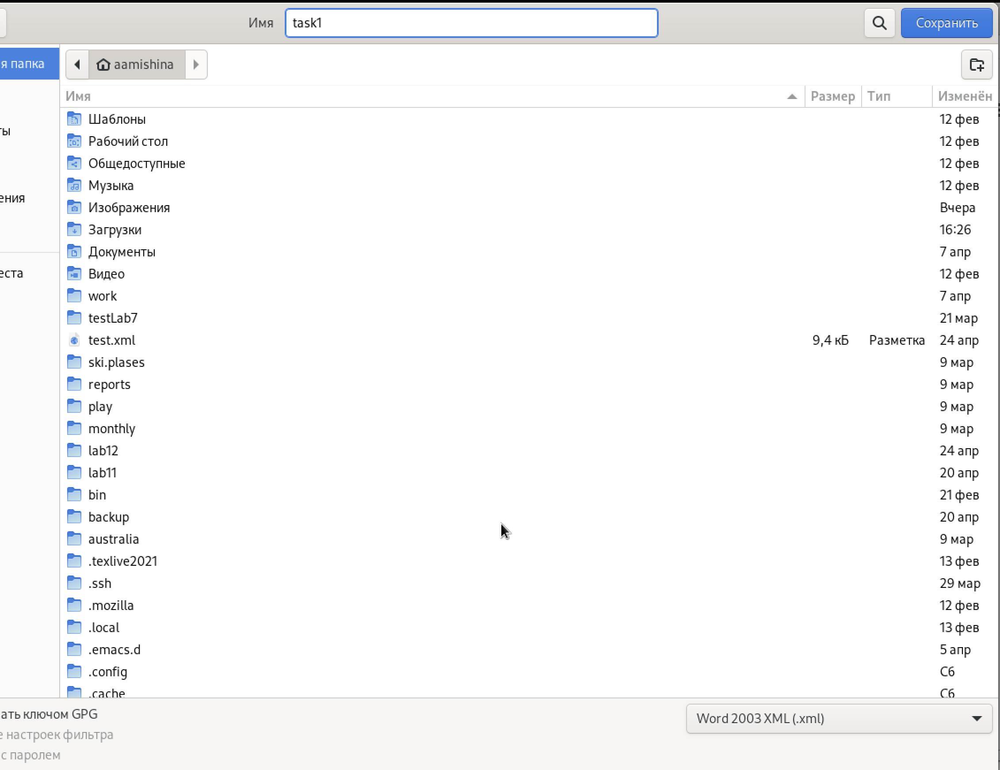 Имя task1 Сохранить
я папка aamishina
Имя Размер Тип Изменён
Шаблоны 12 фев
ты
Рабочий стол 12 фев
Общедоступные 12 фев
Музыка 12 фев
ения
Изображения Вчера
Загрузки 16:26
Документы 7 апр
еста
Видео 12 фев
work 7 апр
testLab7 21 мар
test.xml 9,4 кБ Разметка 24 апр
ski.plases 9 мар
reports 9 мар
play 9 мар
monthly 9 мар
lab12 24 апр
lab11 20 апр
bin 21 фев
backup 20 апр
australia 9 мар
.texlive2021 13 фев
.ssh 29 мар
.mozilla 12 фев
.local 13 фев
.emacs.d 5 апр
.config Сб
.cache Сб
ать ключом GPG Word 2003 XML (.xml)
е настроек фильтра
с паролем